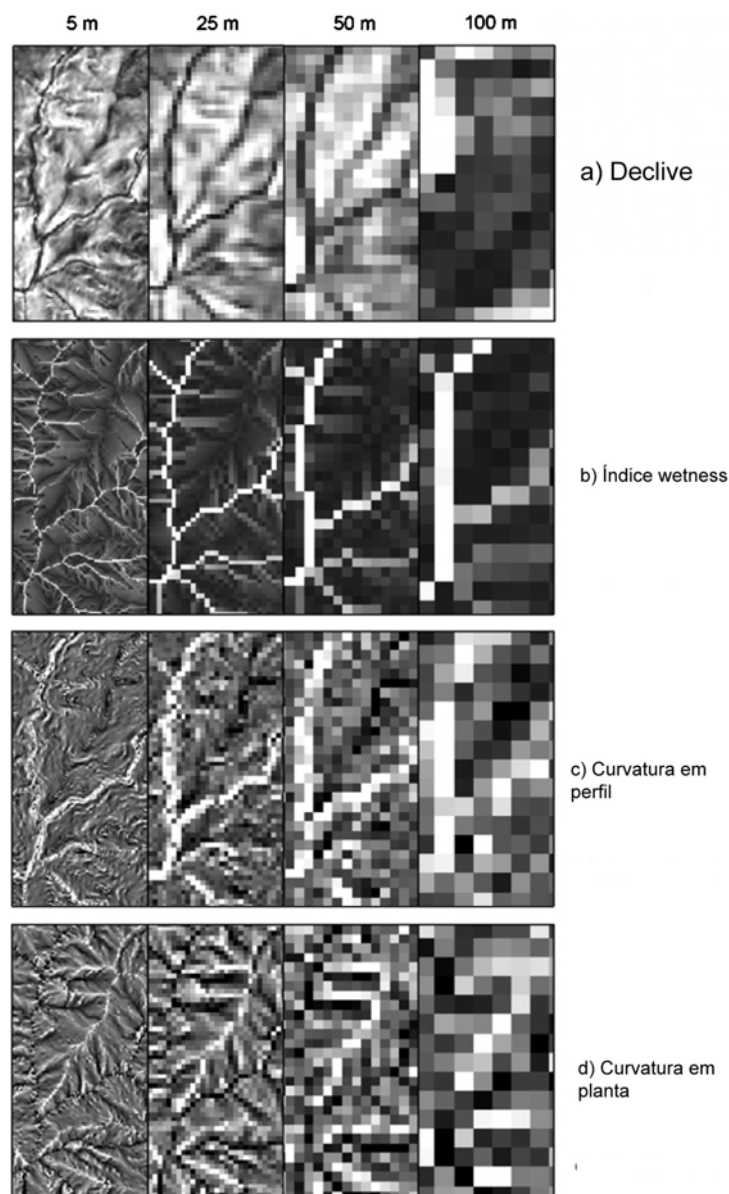 5 m 25 m 50 m 100 m
a) Declive
b) Índice wetness
c) Curvatura em
perfil
d) Curvatura em
planta